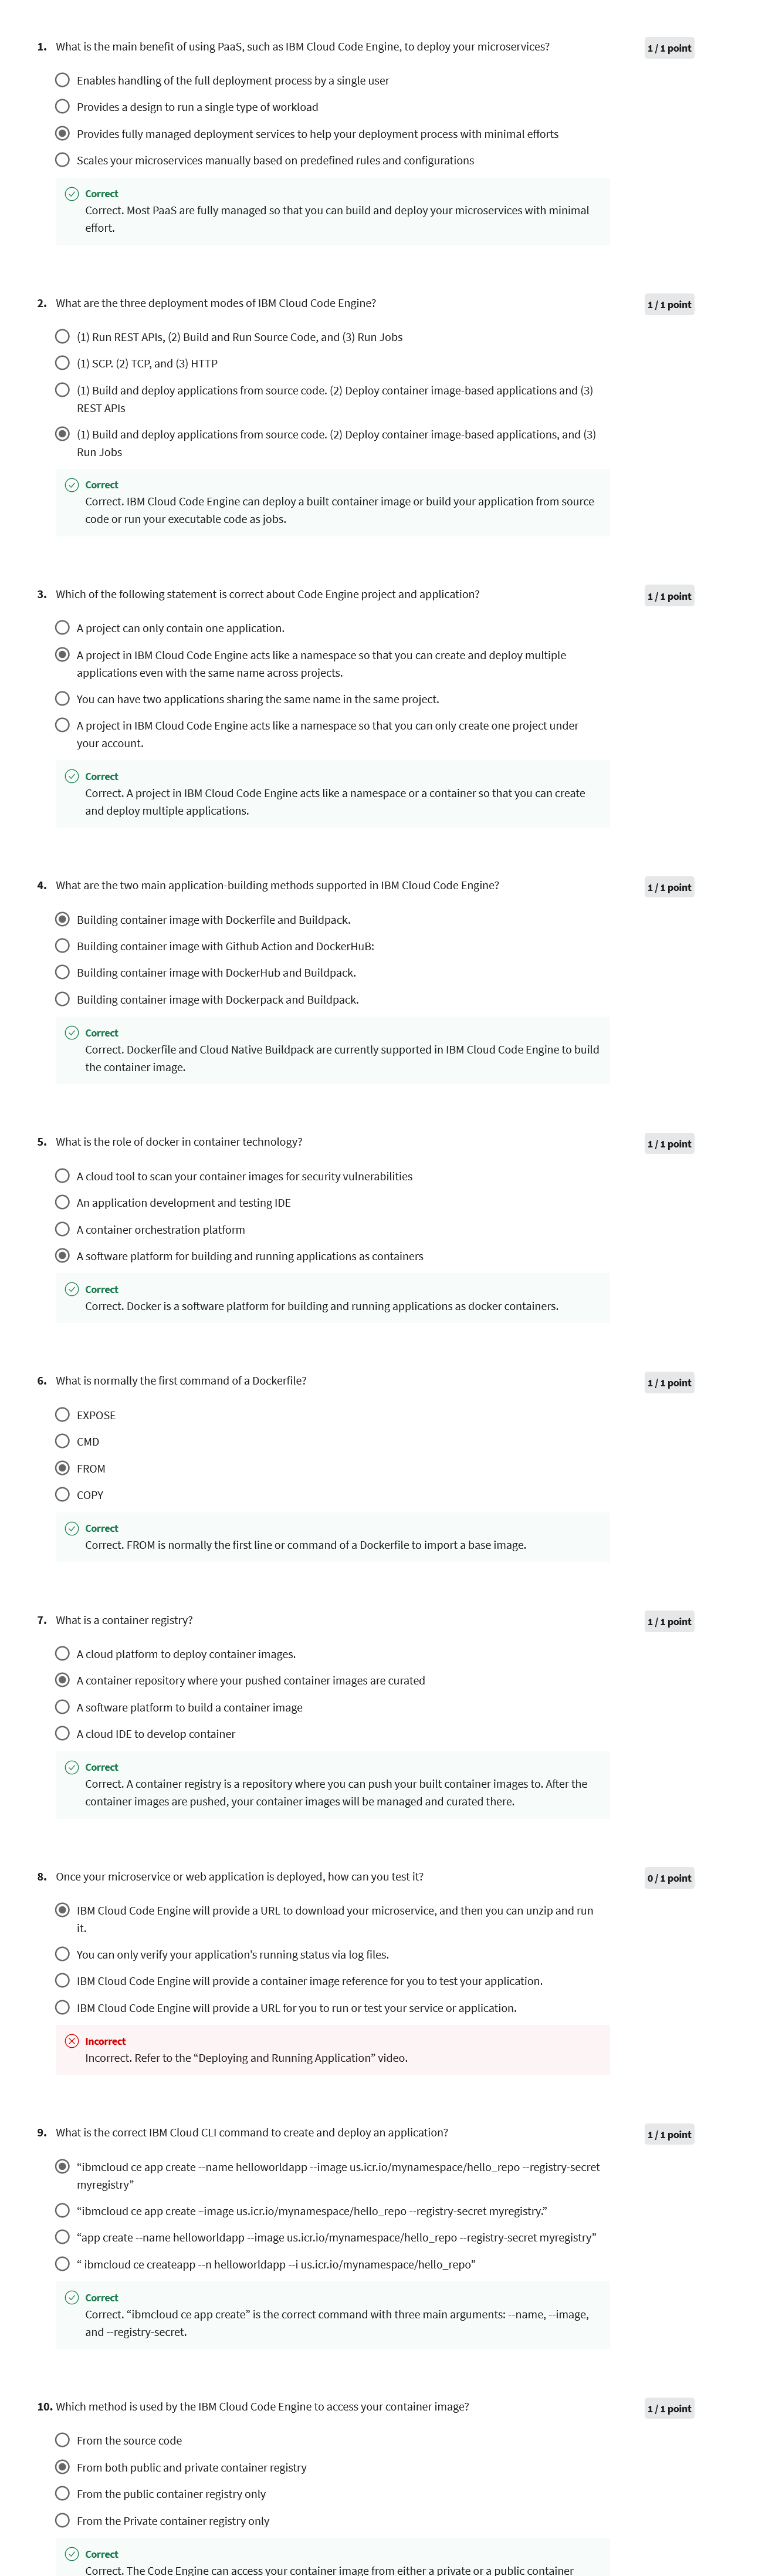 1. What is the main benefit of using PaaS, such as IBM Cloud Code Engine, to deploy your microservices?
1 / 1 point
Enables handling of the full deployment process by a single user
Provides a design to run a single type of workload
Provides fully managed deployment services to help your deployment process with minimal efforts
Scales your microservices manually based on predefined rules and configurations
Correct
Correct. Most PaaS are fully managed so that you can build and deploy your microservices with minimal
effort.
2. What are the three deployment modes of IBM Cloud Code Engine?
1 / 1 point
(1) Run REST APIs, (2) Build and Run Source Code, and (3) Run Jobs
(1) SCP. (2) TCP, and (3) HTTP
(1) Build and deploy applications from source code. (2) Deploy container image-based applications and (3)
REST APIs
(1) Build and deploy applications from source code. (2) Deploy container image-based applications, and (3)
Run Jobs
Correct
Correct. IBM Cloud Code Engine can deploy a built container image or build your application from source
code or run your executable code as jobs.
3. Which of the following statement is correct about Code Engine project and application?
1 / 1 point
A project can only contain one application.
A project in IBM Cloud Code Engine acts like a namespace so that you can create and deploy multiple
applications even with the same name across projects.
You can have two applications sharing the same name in the same project.
A project in IBM Cloud Code Engine acts like a namespace so that you can only create one project under
your account.
Correct
Correct. A project in IBM Cloud Code Engine acts like a namespace or a container so that you can create
and deploy multiple applications.
4. What are the two main application-building methods supported in IBM Cloud Code Engine?
1 / 1 point
Building container image with Dockerfile and Buildpack.
Building container image with Github Action and DockerHuB:
Building container image with DockerHub and Buildpack.
Building container image with Dockerpack and Buildpack.
Correct
Correct. Dockerfile and Cloud Native Buildpack are currently supported in IBM Cloud Code Engine to build
the container image.
5. What is the role of docker in container technology?
1 / 1 point
A cloud tool to scan your container images for security vulnerabilities
An application development and testing IDE
A container orchestration platform
A software platform for building and running applications as containers
Correct
Correct. Docker is a software platform for building and running applications as docker containers.
6. What is normally the first command of a Dockerfile?
1 / 1 point
EXPOSE
CMD
FROM
COPY
Correct
Correct. FROM is normally the first line or command of a Dockerfile to import a base image.
7. What is a container registry?
1 / 1 point
A cloud platform to deploy container images.
A container repository where your pushed container images are curated
A software platform to build a container image
A cloud IDE to develop container
Correct
Correct. A container registry is a repository where you can push your built container images to. After the
container images are pushed, your container images will be managed and curated there.
8. Once your microservice or web application is deployed, how can you test it?
0 / 1 point
IBM Cloud Code Engine will provide a URL to download your microservice, and then you can unzip and run
it.
You can only verify your application’s running status via log files.
IBM Cloud Code Engine will provide a container image reference for you to test your application.
IBM Cloud Code Engine will provide a URL for you to run or test your service or application.
Incorrect
Incorrect. Refer to the “Deploying and Running Application” video.
9. What is the correct IBM Cloud CLI command to create and deploy an application?
1 / 1 point
“ibmcloud ce app create --name helloworldapp --image us.icr.io/mynamespace/hello_repo --registry-secret
myregistry”
“ibmcloud ce app create –image us.icr.io/mynamespace/hello_repo --registry-secret myregistry.”
“app create --name helloworldapp --image us.icr.io/mynamespace/hello_repo --registry-secret myregistry”
“ ibmcloud ce createapp --n helloworldapp --i us.icr.io/mynamespace/hello_repo”
Correct
Correct. “ibmcloud ce app create” is the correct command with three main arguments: --name, --image,
and --registry-secret.
10. Which method is used by the IBM Cloud Code Engine to access your container image?
1 / 1 point
From the source code
From both public and private container registry
From the public container registry only
From the Private container registry only
Correct
Correct. The Code Engine can access your container image from either a private or a public container